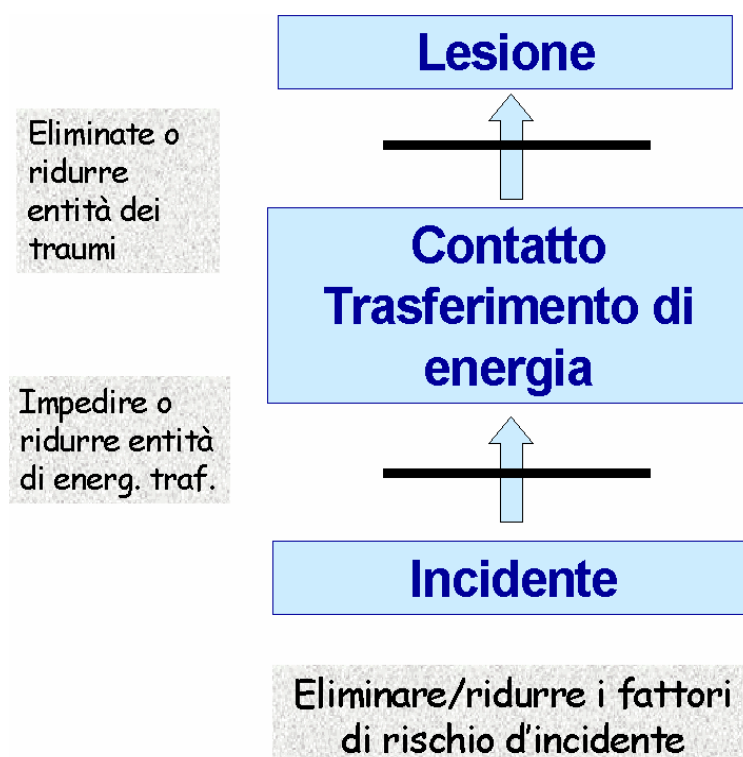 Lesione
Eliminate o
ridurre
entità dei
traumi
Contatto
Trasferimento di
energia
Impedire o
ridurre entità
di energ. traf.
Incidente
Eliminare/ridurre i fattori
di rischio d'incidente